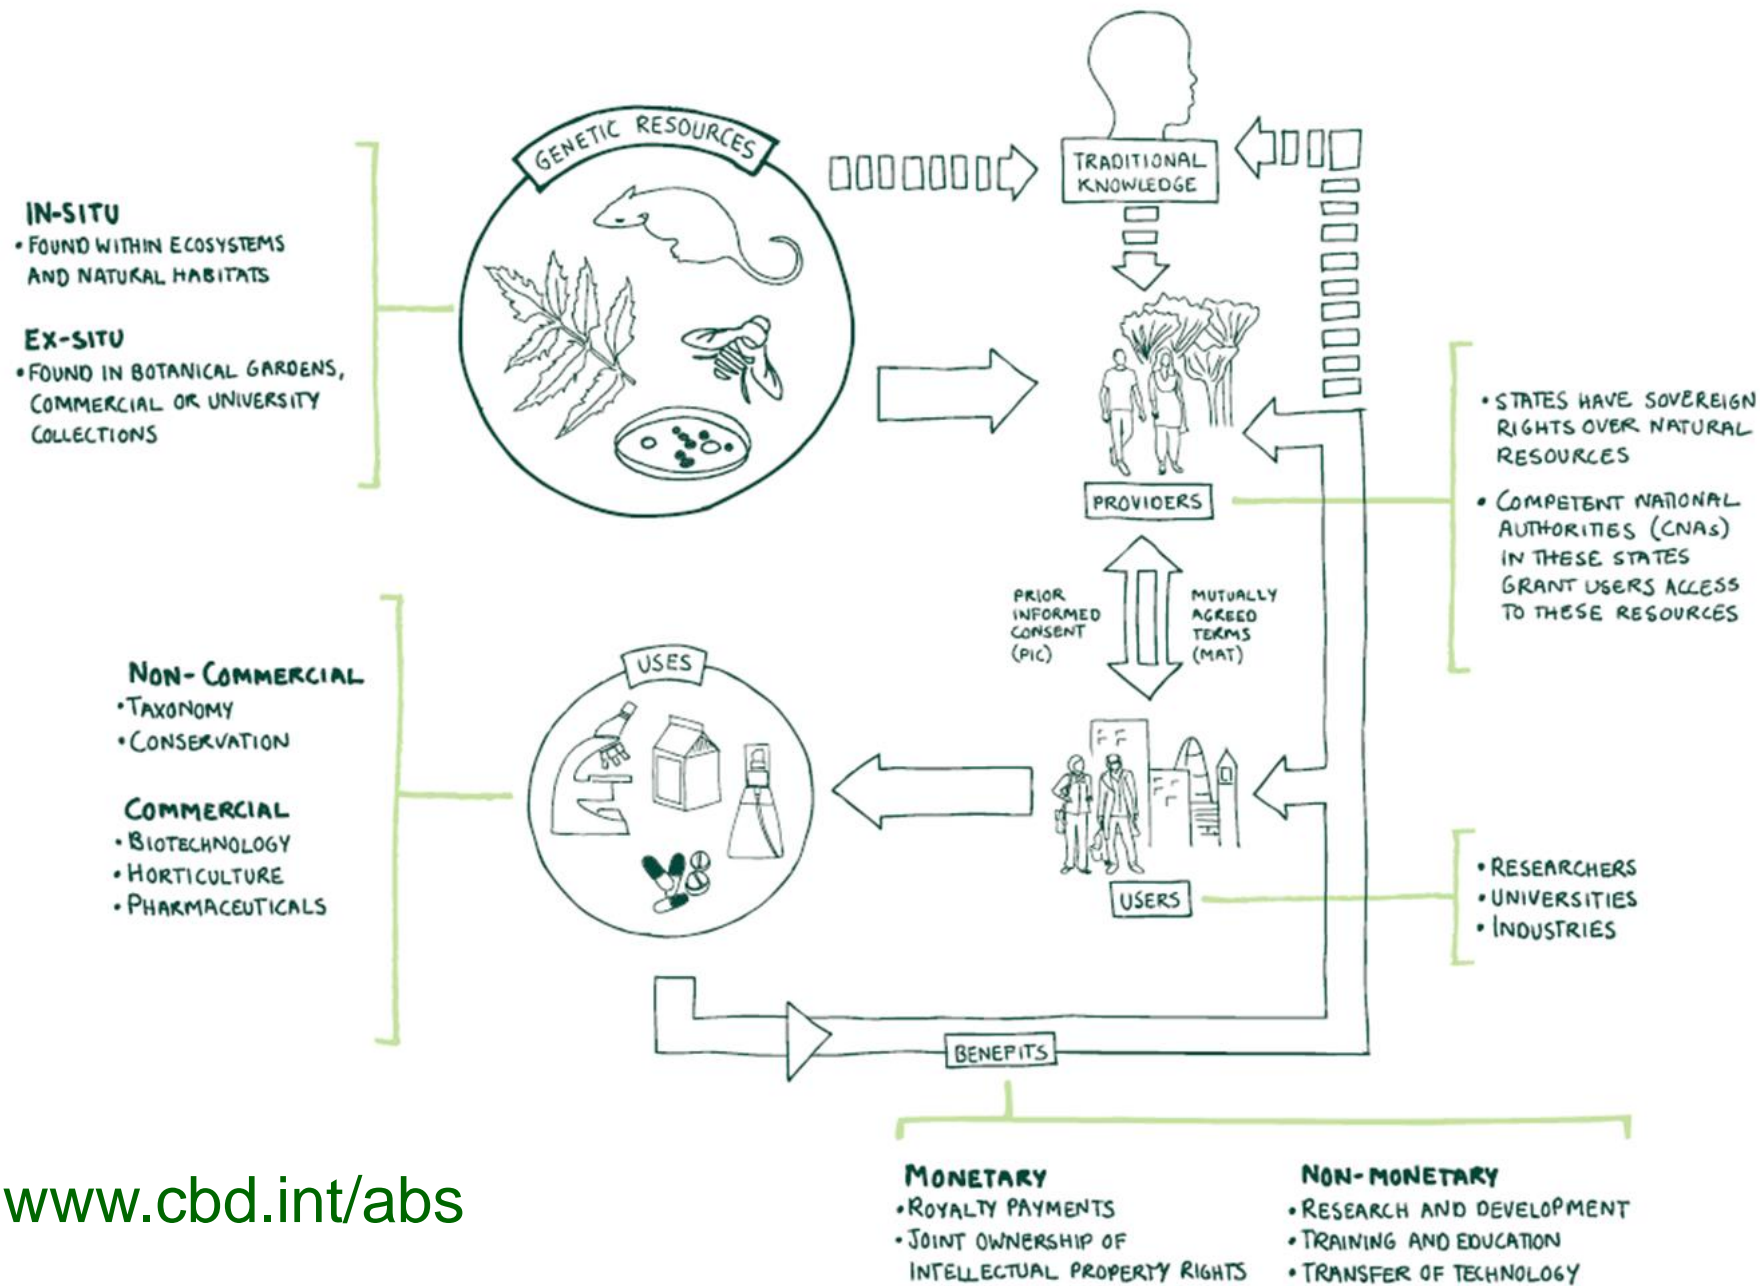 GENETIC RESOURCES
TRADITIONAL
KNOWLEDGE
IN-SITU
• FOUND WITHIN ECOSYSTEMS
AND NATURAL HABITATS
EX-SITU
• FOUND IN BOTANICAL GARDENS,
COMMERCIAL OR UNIVERSITY
COLLECTIONS
PROVIDERS
• STATES HAVE SOVEREIGN
RIGHTS OVER NATURAL
RESOURCES
• COMPETENT NATIONAL
AUTHORITIES (CNAs)
IN THESE STATES
GRANT USERS ACCESS
TO THESE RESOURCES
PRIOR
INFORMED
CONSENT
(PIC)
MUTUALLY
AGREED
TERMS
(MAT)
USES
NON-COMMERCIAL
• TAXONOMY
• CONSERVATION
COMMERCIAL
• BIOTECHNOLOGY
• HORTICULTURE
• PHARMACEUTICALS
USERS
• RESEARCHERS
• UNIVERSITIES
• INDUSTRIES
BENEFITS
MONETARY
• ROYALTY PAYMENTS
• JOINT OWNERSHIP OF
INTELLECTUAL PROPERTY RIGHTS
NON-MONETARY
• RESEARCH AND DEVELOPMENT
• TRAINING AND EDUCATION
• TRANSFER OF TECHNOLOGY
www.cbd.int/abs